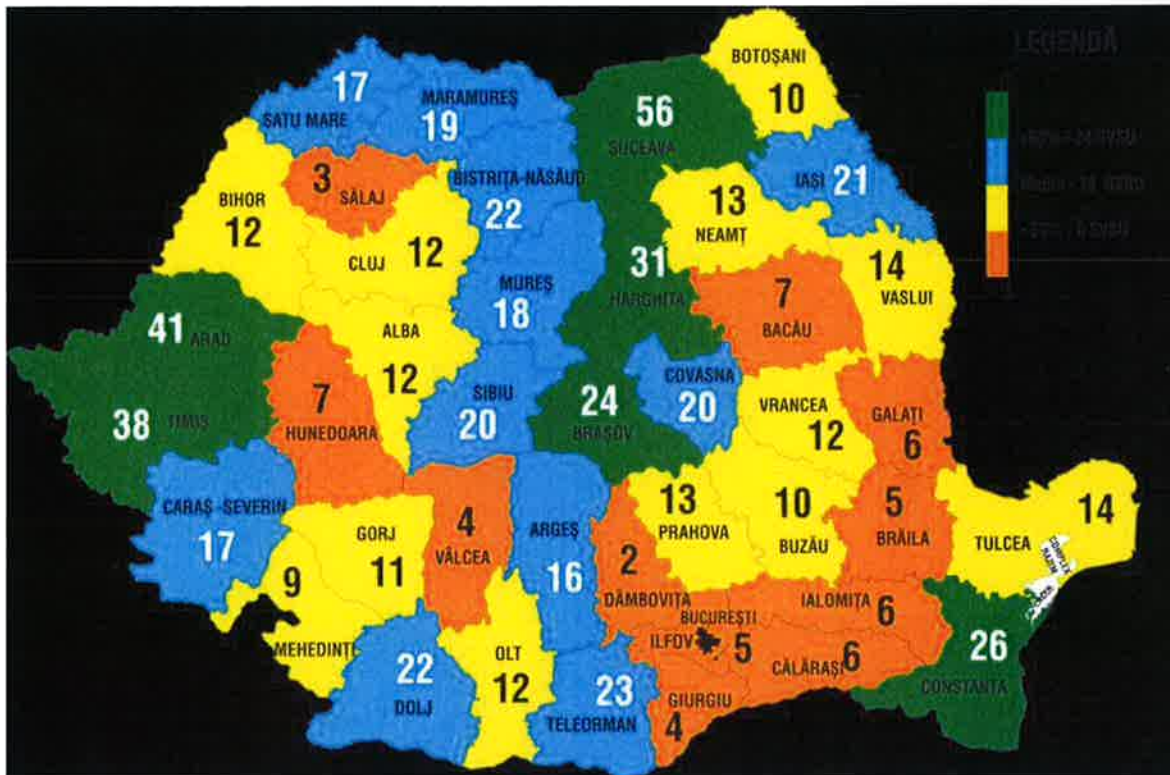 LEGENDĂ
BOTOȘANI
10
17
SATU MARE
MARAMUREȘ
19
56
SUCEAVA
IAȘI 21
3
SĂLAJ
BISTRIȚA-NĂSĂUD
22
BIHOR
12
CLUJ
12
13
NEAMȚ
14
VASLUI
31
HARGHITA
MUREȘ
18
7
BACĂU
41 ARAD
ALBA
12
38 TIMIȘ
7
HUNEDOARA
SIBIU
20
24
BRAȘOV
COVASNA
20
VRANCEA
12
GALAȚI
6
CARAȘ-SEVERIN
17
GORJ
11
4
VÂLCEA
ARGEȘ
16
13
PRAHOVA
10
BUZĂU
5
BRĂILA
14
TULCEA
9
MEHEDINȚI
2
DÂMBOVIȚA
BUCUREȘTI
ILFOV
5
IALOMIȚA
6
CĂLĂRAȘI
6
26
CONSTANȚA
22
DOLJ
OLT
12
23
TELEORMAN
GIURGIU
4